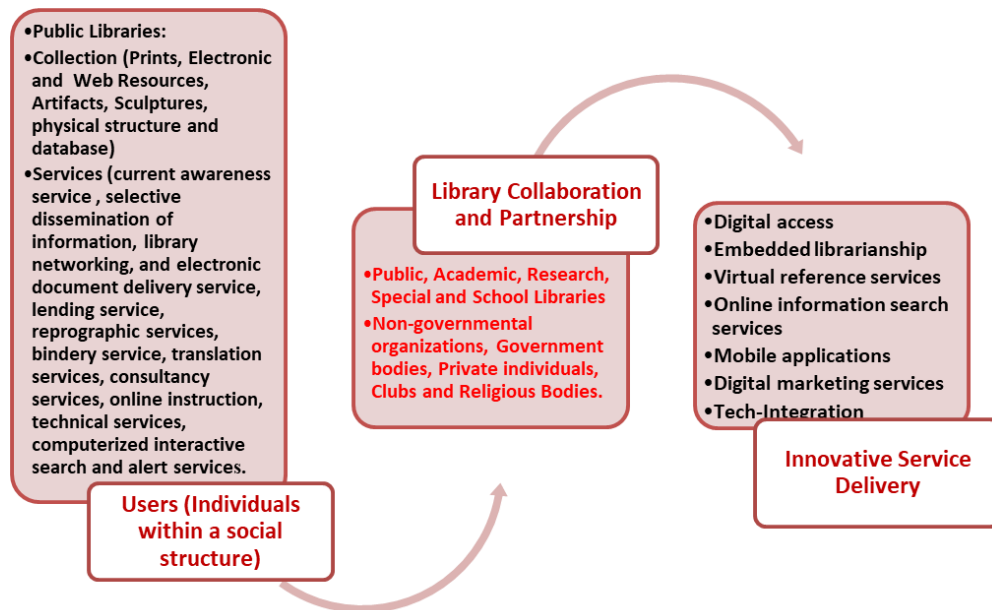 •Public Libraries:
•Collection (Prints, Electronic
and Web Resources,
Artifacts, Sculptures,
physical structure and
database)
•Services (current awareness
service , selective
dissemination of
information, library
networking, and electronic
document delivery service,
lending service,
reprographic services,
bindery service, translation
services, consultancy
services, online instruction,
technical services,
computerized interactive
search and alert services.
Users (Individuals
within a social
structure)
Library Collaboration
and Partnership
•Public, Academic, Research,
Special and School Libraries
•Non-governmental
organizations, Government
bodies, Private individuals,
Clubs and Religious Bodies.
•Digital access
•Embedded librarianship
•Virtual reference services
•Online information search
services
•Mobile applications
•Digital marketing services
•Tech-Integration
Innovative Service
Delivery